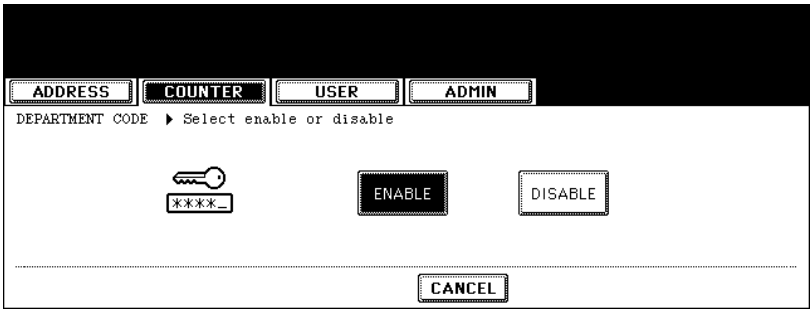 ADDRESS COUNTER USER ADMIN
DEPARTMENT CODE ▶ Select enable or disable
****_ ENABLE DISABLE
CANCEL